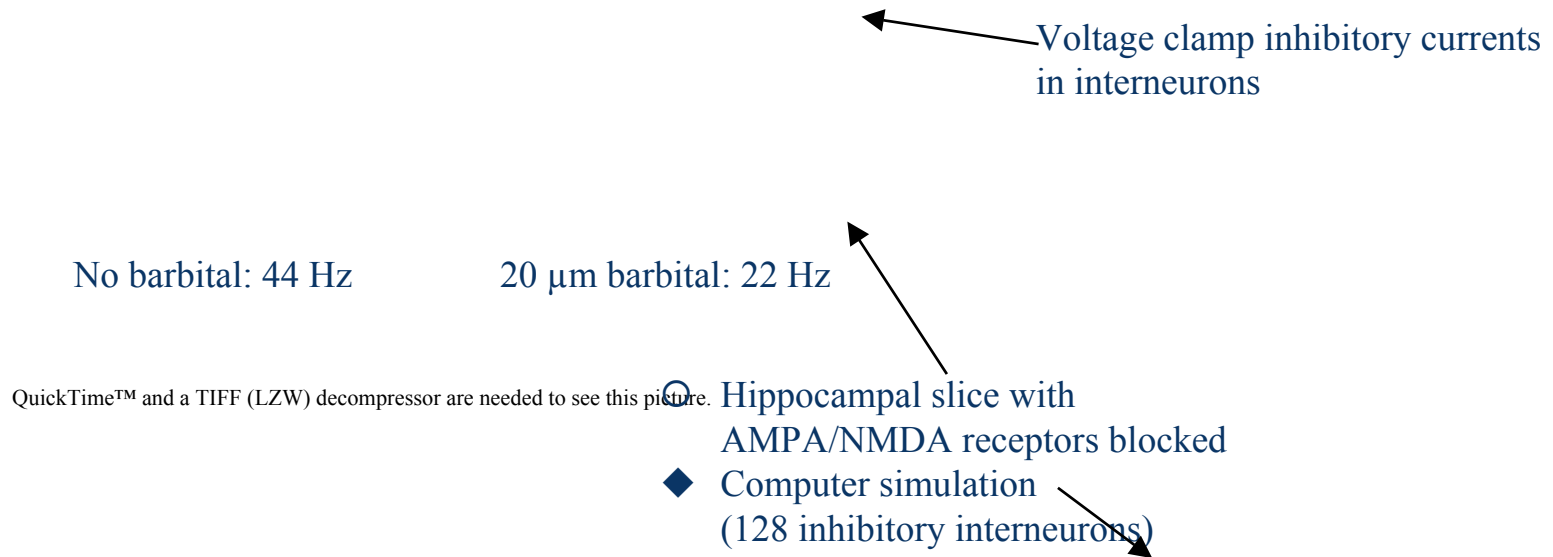 Voltage clamp inhibitory currents
in interneurons
No barbital: 44 Hz
20 µm barbital: 22 Hz
QuickTime™ and a TIFF (LZW) decompressor are needed to see this picture.
Hippocampal slice with
AMPA/NMDA receptors blocked
Computer simulation
(128 inhibitory interneurons)